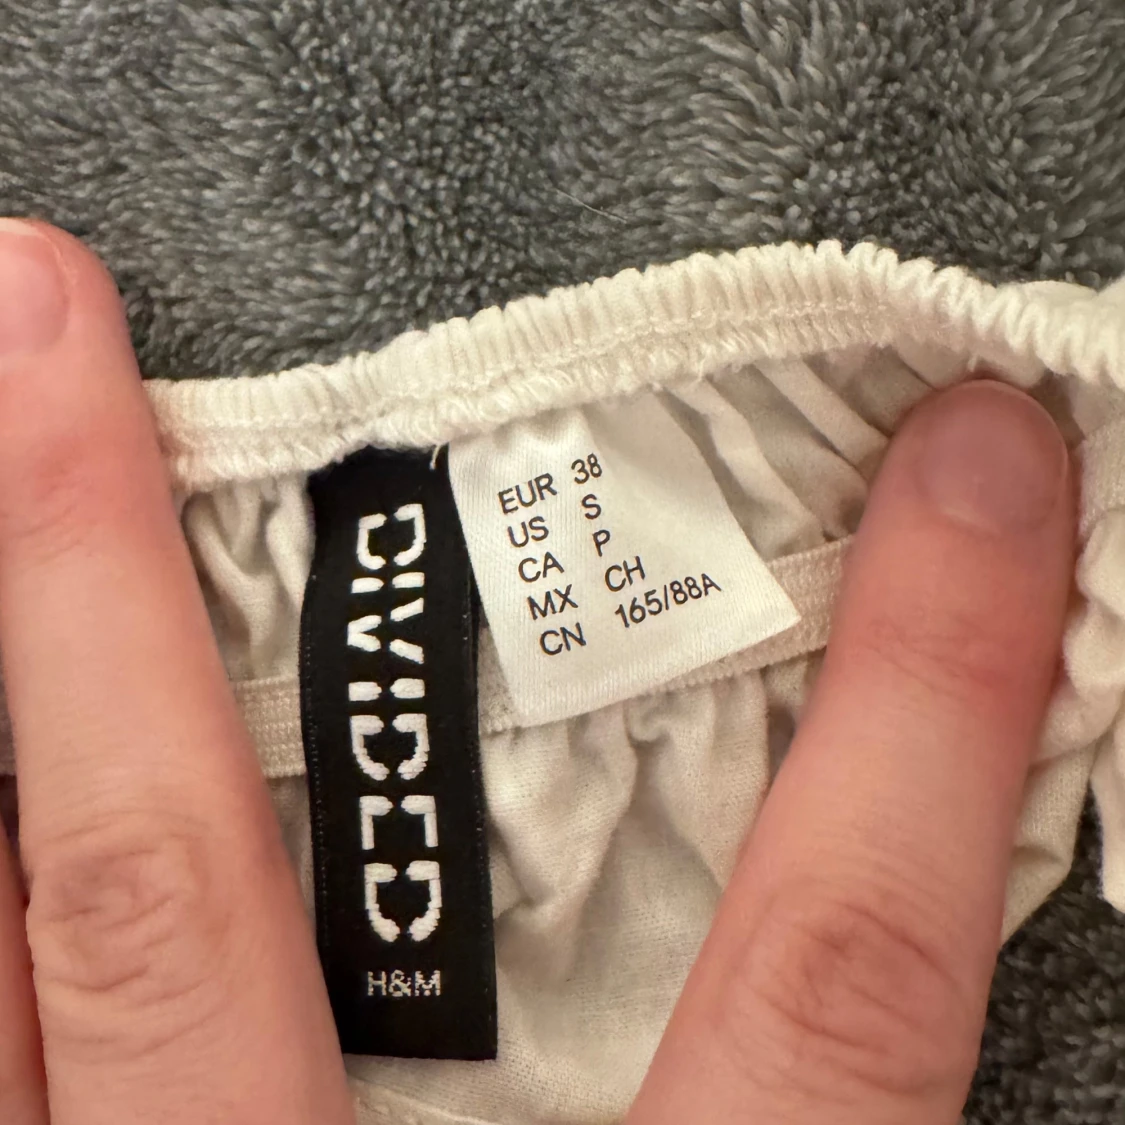 DIVIDED
H&M
EUR 38
US S
CA P
MX CH
CN 165/88A